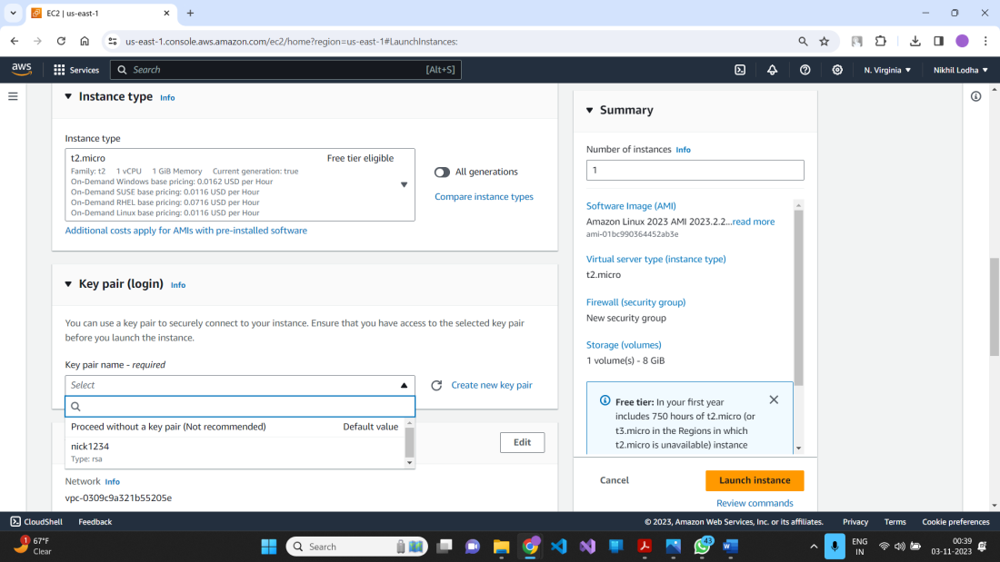 EC2 | us-east-1
us-east-1.console.aws.amazon.com/ec2/home?region=us-east-1#LaunchInstances:
aws
Services
Search
[Alt+S]
N. Virginia
Nikhil Lodha
Instance type Info
Instance type
t2.micro
Free tier eligible
Family: t2 1 vCPU 1 GiB Memory Current generation: true
On-Demand Windows base pricing: 0.0162 USD per Hour
On-Demand SUSE base pricing: 0.0116 USD per Hour
On-Demand RHEL base pricing: 0.0716 USD per Hour
On-Demand Linux base pricing: 0.0116 USD per Hour
All generations
Compare instance types
Additional costs apply for AMIs with pre-installed software
Key pair (login) Info
You can use a key pair to securely connect to your instance. Ensure that you have access to the selected key pair
before you launch the instance.
Key pair name - required
Select
Create new key pair
Proceed without a key pair (Not recommended)
Default value
nick1234
Type: rsa
Edit
Network Info
vpc-0309c9a321b55205e
Summary
Number of instances Info
1
Software Image (AMI)
Amazon Linux 2023 AMI 2023.2.2...read more
ami-01bc990364452ab3e
Virtual server type (instance type)
t2.micro
Firewall (security group)
New security group
Storage (volumes)
1 volume(s) - 8 GiB
Free tier: In your first year
includes 750 hours of t2.micro (or
t3.micro in the Regions in which
t2.micro is unavailable) instance
Cancel
Launch instance
Review commands
CloudShell
Feedback
© 2023, Amazon Web Services, Inc. or its affiliates.
Privacy
Terms
Cookie preferences
1
67°F
Clear
Search
43
ENG
IN
00:39
03-11-2023